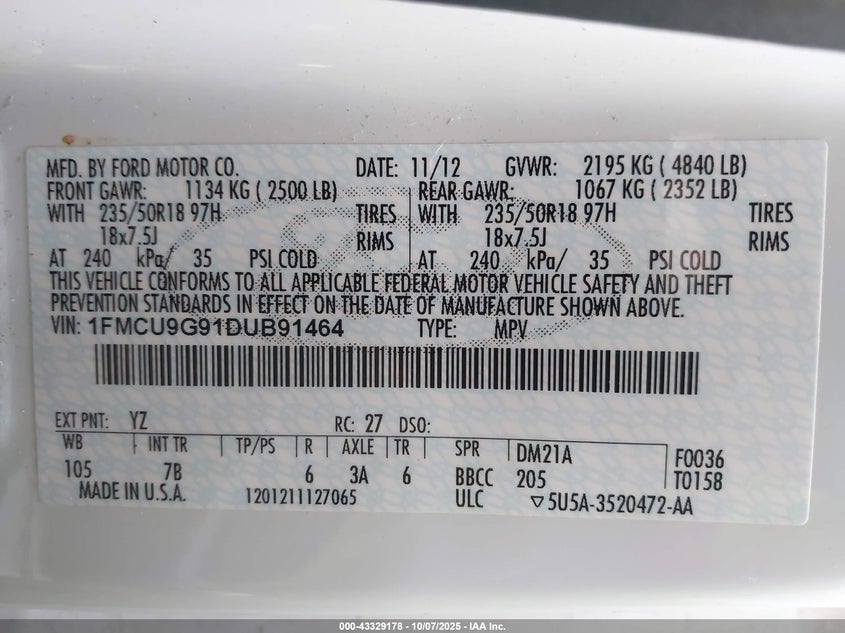 MFD. BY FORD MOTOR CO. DATE: 11/12 GVWR: 2195 KG ( 4840 LB)
FRONT GAWR: 1134 KG ( 2500 LB) REAR GAWR: 1067 KG ( 2352 LB)
WITH 235/50R18 97H TIRES WITH 235/50R18 97H TIRES
18x7.5J RIMS 18x7.5J RIMS
AT 240 kPa/ 35 PSI COLD AT 240 kPa/ 35 PSI COLD
THIS VEHICLE CONFORMS TO ALL APPLICABLE FEDERAL MOTOR VEHICLE SAFETY AND THEFT
PREVENTION STANDARDS IN EFFECT ON THE DATE OF MANUFACTURE SHOWN ABOVE.
VIN: 1FMCU9G91DUB91464 TYPE: MPV
EXT PNT: YZ RC: 27 DSO:
WB INT TR TP/PS R AXLE TR SPR DM21A F0036
105 7B 6 3A 6 BBCC 205 T0158
MADE IN U.S.A. 1201211127065 ULC ▽5U5A-3520472-AA
000-43329178 - 10/07/2025 - IAA Inc.